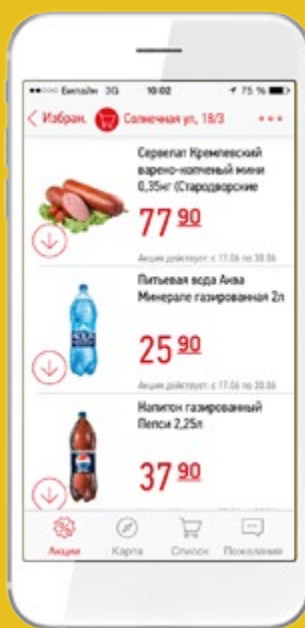 Билайн 3G 10:02 75 %
Избран. Солнечная ул, 18/3
Сервелат Кремлевский
варено-копченый мини
0,35кг (Стародворские
77 90
Акция действует: с 17.06 по 30.06
Питьевая вода Аква
Минерале газированная 2л
25 90
Акция действует: с 17.06 по 30.06
Напиток газированный
Пепси 2,25л
37 90
Акции Карта Список Пожелания